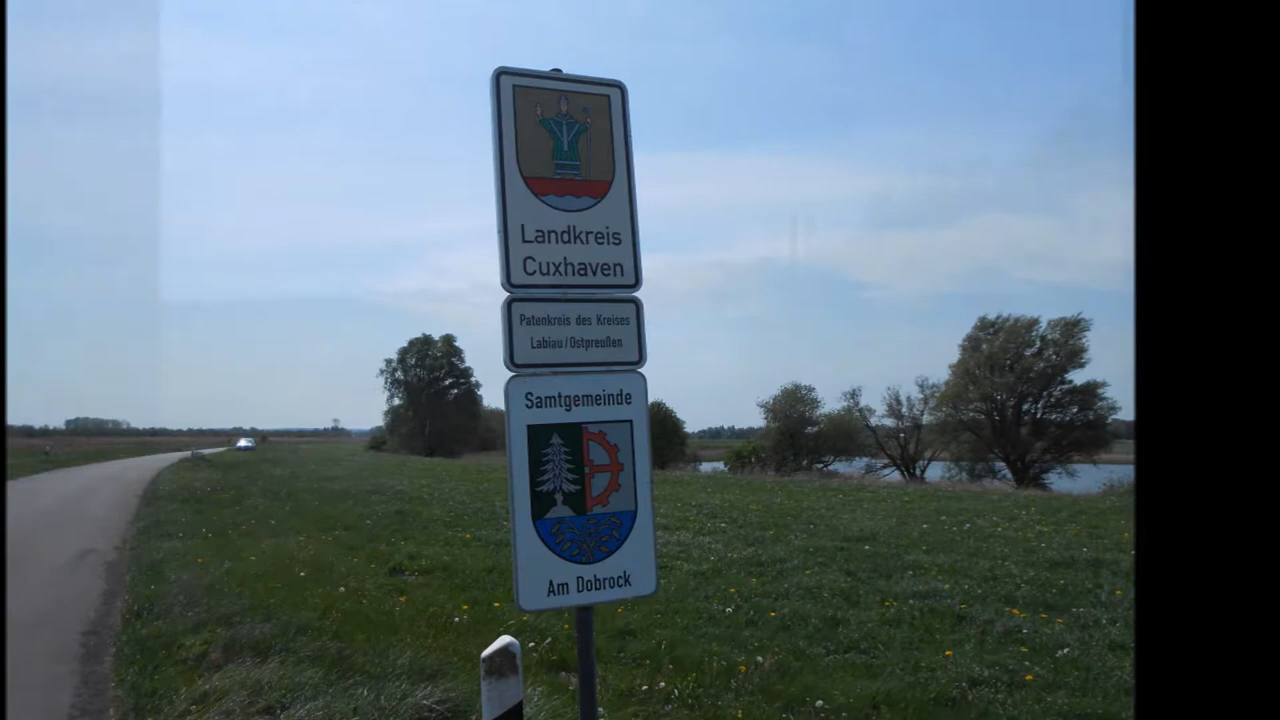 Landkreis
Cuxhaven
Patenkreis des Kreises
Labiau/Ostpreußen
Samtgemeinde
Am Dobrock